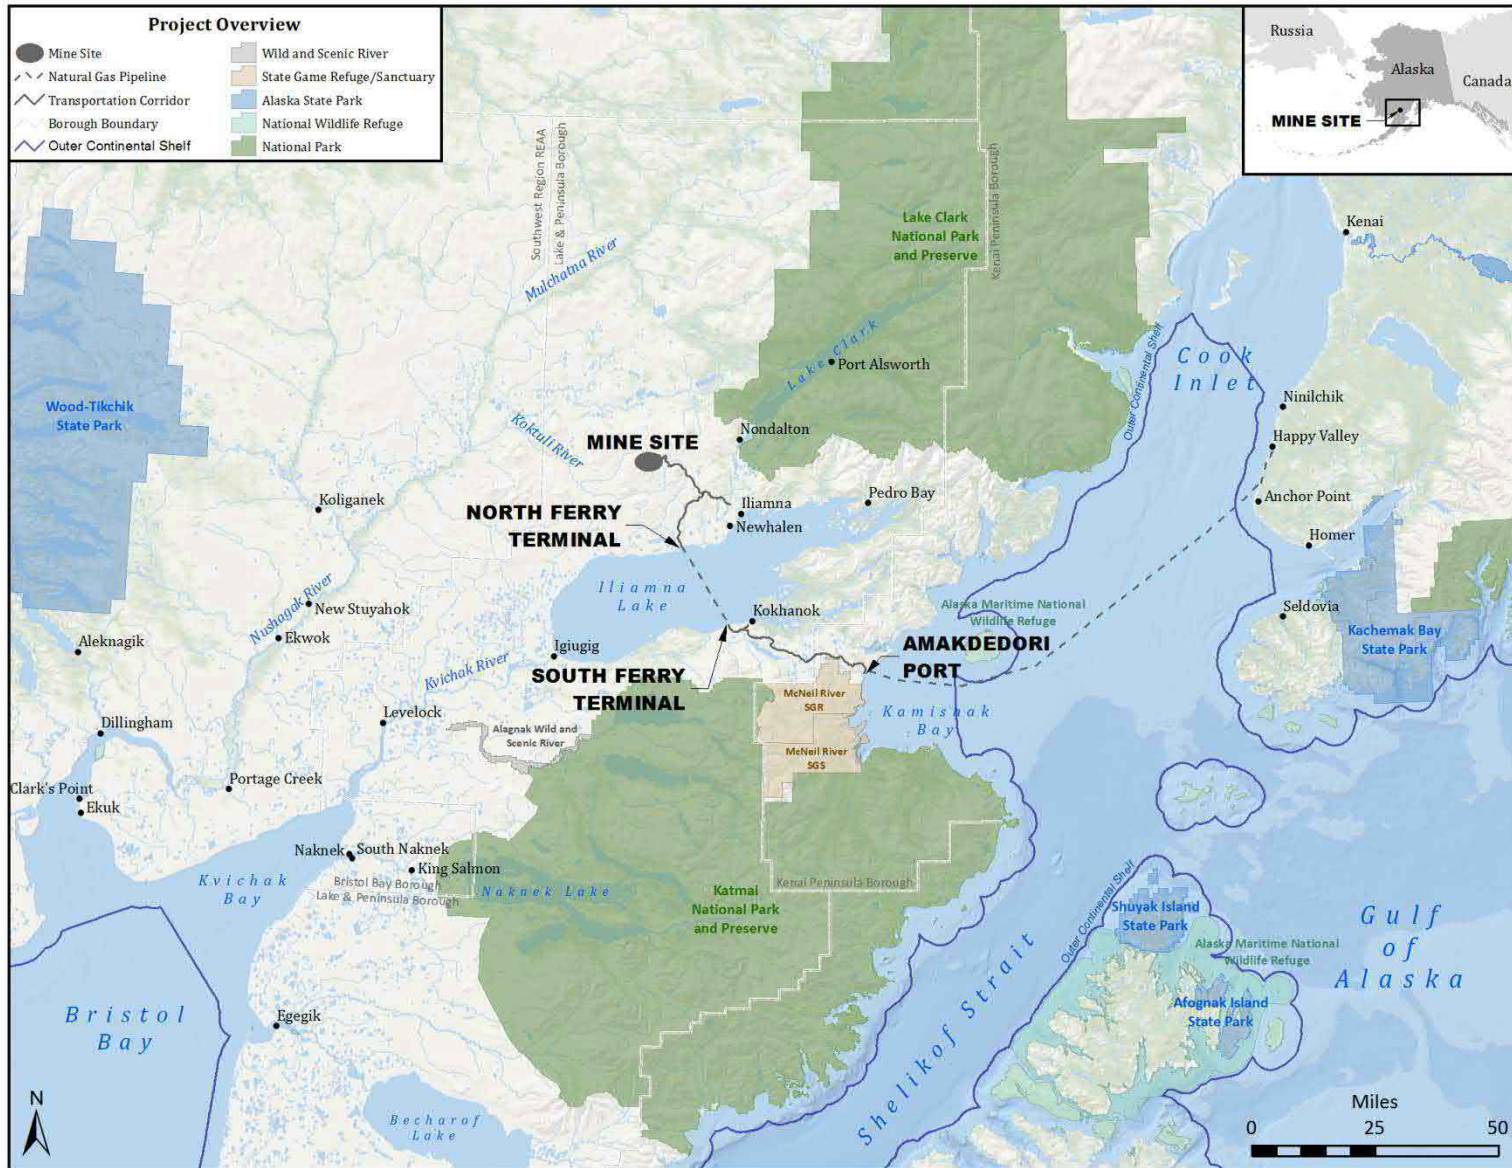 Project Overview
Mine Site
Natural Gas Pipeline
Transportation Corridor
Borough Boundary
Outer Continental Shelf
Wild and Scenic River
State Game Refuge/Sanctuary
Alaska State Park
National Wildlife Refuge
National Park
Russia
Alaska
Canada
MINE SITE
Southwest Region REAA
Lake & Peninsula Borough
Mulchatna River
Lake Clark
National Park
and Preserve
Kenai Peninsula Borough
Kenai
Lake Clark
Port Alsworth
Outer Continental Shelf
Cook
Inlet
Ninilchik
Happy Valley
Anchor Point
Homer
Seldovia
Kachemak Bay
State Park
Wood-Tikchik
State Park
Koktuli River
MINE SITE
Nondalton
Koliganek
NORTH FERRY
TERMINAL
Iliamna
Newhalen
Pedro Bay
Iliamna
Lake
Kokhanok
Alaska Maritime National
Wildlife Refuge
Nushagak River
New Stuyahok
Ekwok
Aleknagik
Igiugig
Kvichak River
SOUTH FERRY
TERMINAL
AMAKDEDORI
PORT
McNeil River
SGR
McNeil River
SGS
Kamishak
Bay
Levelock
Alagnak Wild and
Scenic River
Dillingham
Portage Creek
Clark's Point
Ekuk
Naknek
South Naknek
King Salmon
Bristol Bay Borough
Lake & Peninsula Borough
Kvichak
Bay
Naknek Lake
Katmai
National Park
and Preserve
Kenai Peninsula Borough
Outer Continental Shelf
Shuyak Island
State Park
Alaska Maritime National
Wildlife Refuge
Afognak Island
State Park
Gulf
of
Alaska
Shelikof Strait
Bristol
Bay
Egegik
Becharof
Lake
N
Miles
0 25 50